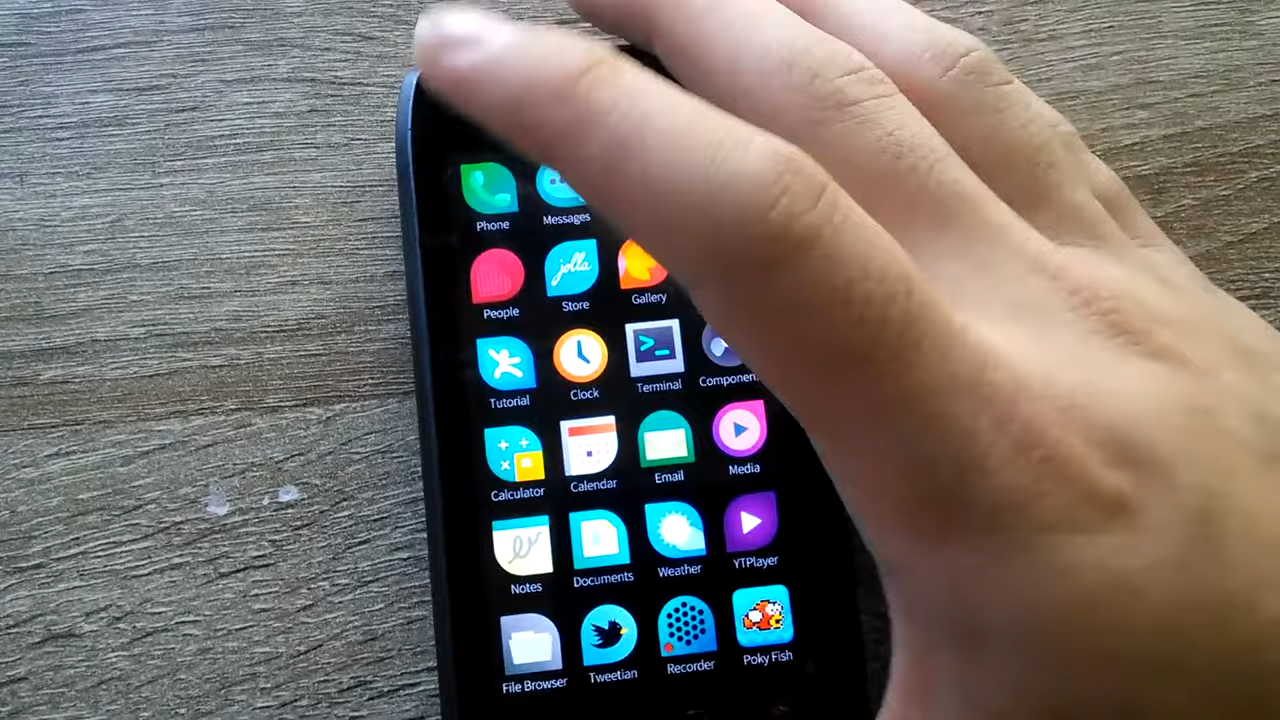 Phone Messages
jolla
People Store Gallery
>_
Tutorial Clock Terminal Componen
Calculator Calendar Email Media
Notes Documents Weather YTPlayer
File Browser Tweetian Recorder Poky Fish